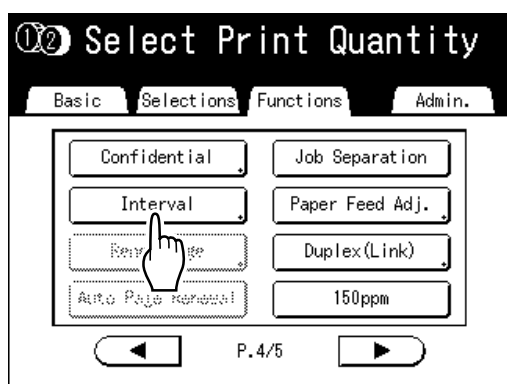 ①② Select Print Quantity
Basic Selections Functions Admin.
Confidential Job Separation
Interval Paper Feed Adj.
Duplex(Link)
Auto Page Renewal 150ppm
P.4/5